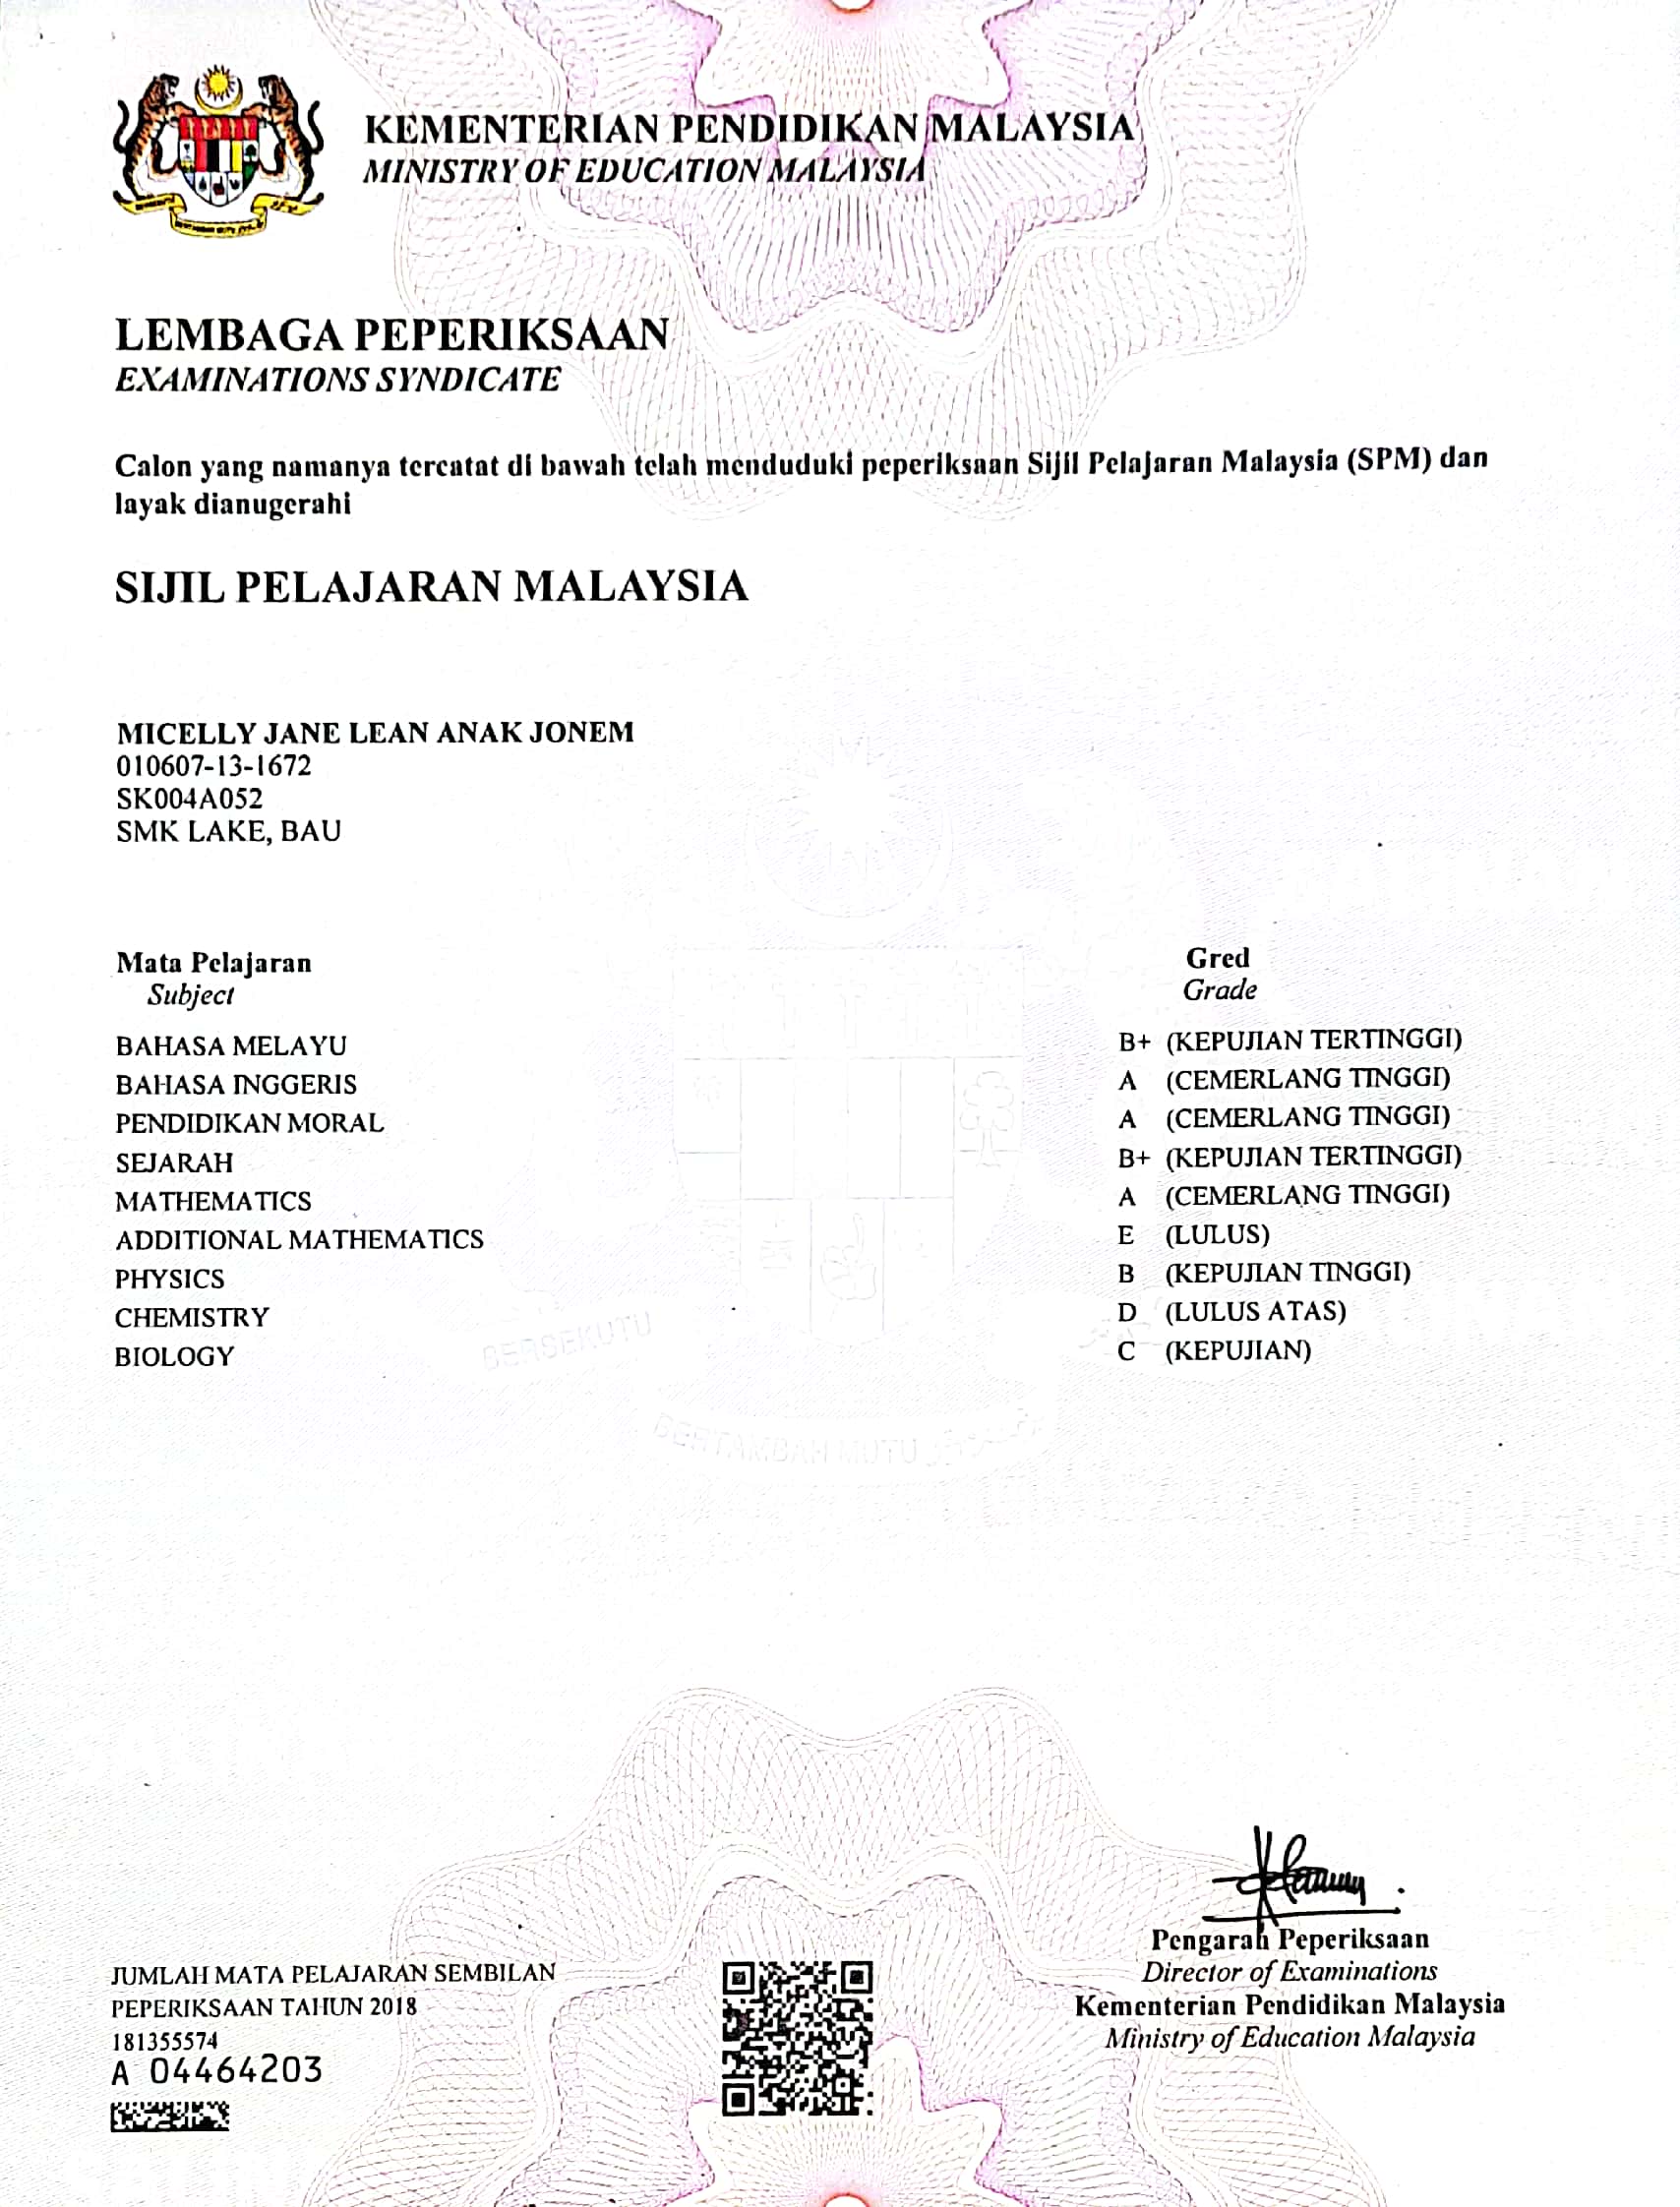 KEMENTERIAN PENDIDIKAN MALAYSIA
MINISTRY OF EDUCATION MALAYSIA
LEMBAGA PEPERIKSAAN
EXAMINATIONS SYNDICATE
Calon yang namanya tercatat di bawah telah menduduki peperiksaan Sijil Pelajaran Malaysia (SPM) dan
layak dianugerahi
SIJIL PELAJARAN MALAYSIA
MICELLY JANE LEAN ANAK JONEM
010607-13-1672
SK004A052
SMK LAKE, BAU
Mata Pelajaran Gred
Subject Grade
BAHASA MELAYU B+ (KEPUJIAN TERTINGGI)
BAHASA INGGERIS A (CEMERLANG TINGGI)
PENDIDIKAN MORAL A (CEMERLANG TINGGI)
SEJARAH B+ (KEPUJIAN TERTINGGI)
MATHEMATICS A (CEMERLANG TINGGI)
ADDITIONAL MATHEMATICS E (LULUS)
PHYSICS B (KEPUJIAN TINGGI)
CHEMISTRY D (LULUS ATAS)
BIOLOGY C (KEPUJIAN)
BERSEKUTU
BERTAMBAH MUTU
Pengarah Peperiksaan
Director of Examinations
Kementerian Pendidikan Malaysia
Ministry of Education Malaysia
JUMLAH MATA PELAJARAN SEMBILAN
PEPERIKSAAN TAHUN 2018
181355574
A 04464203